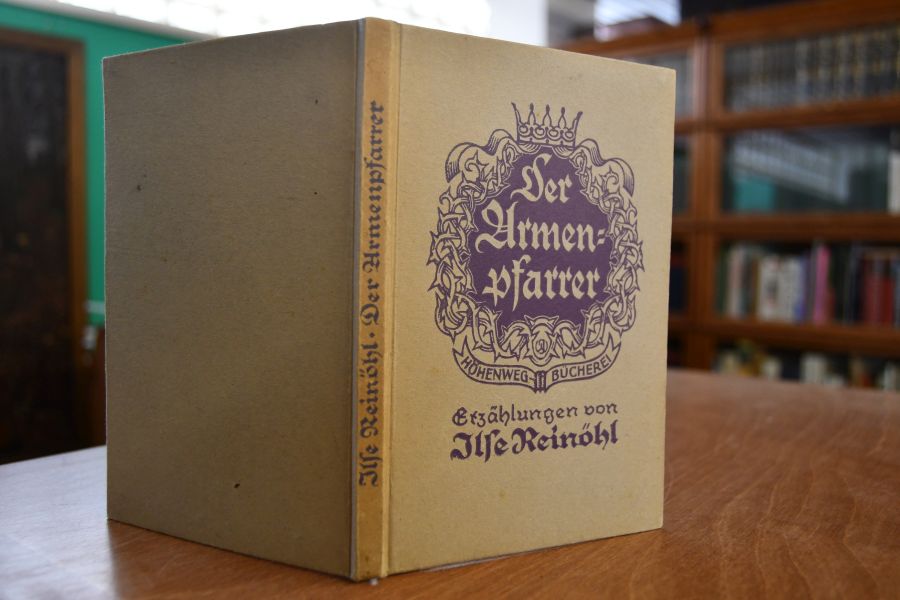 Ilse Reinöhl · Der Armenpfarrer
Der
Armen=
pfarrer
HÖHENWEG-BÜCHEREI
Erzählungen von
Ilse Reinöhl